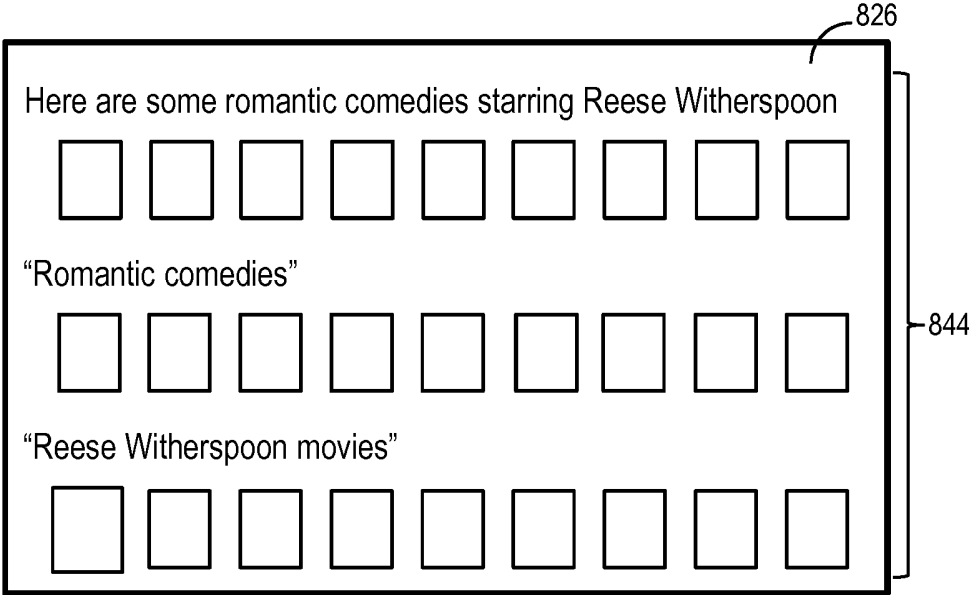 826
Here are some romantic comedies starring Reese Witherspoon
“Romantic comedies”
844
“Reese Witherspoon movies”